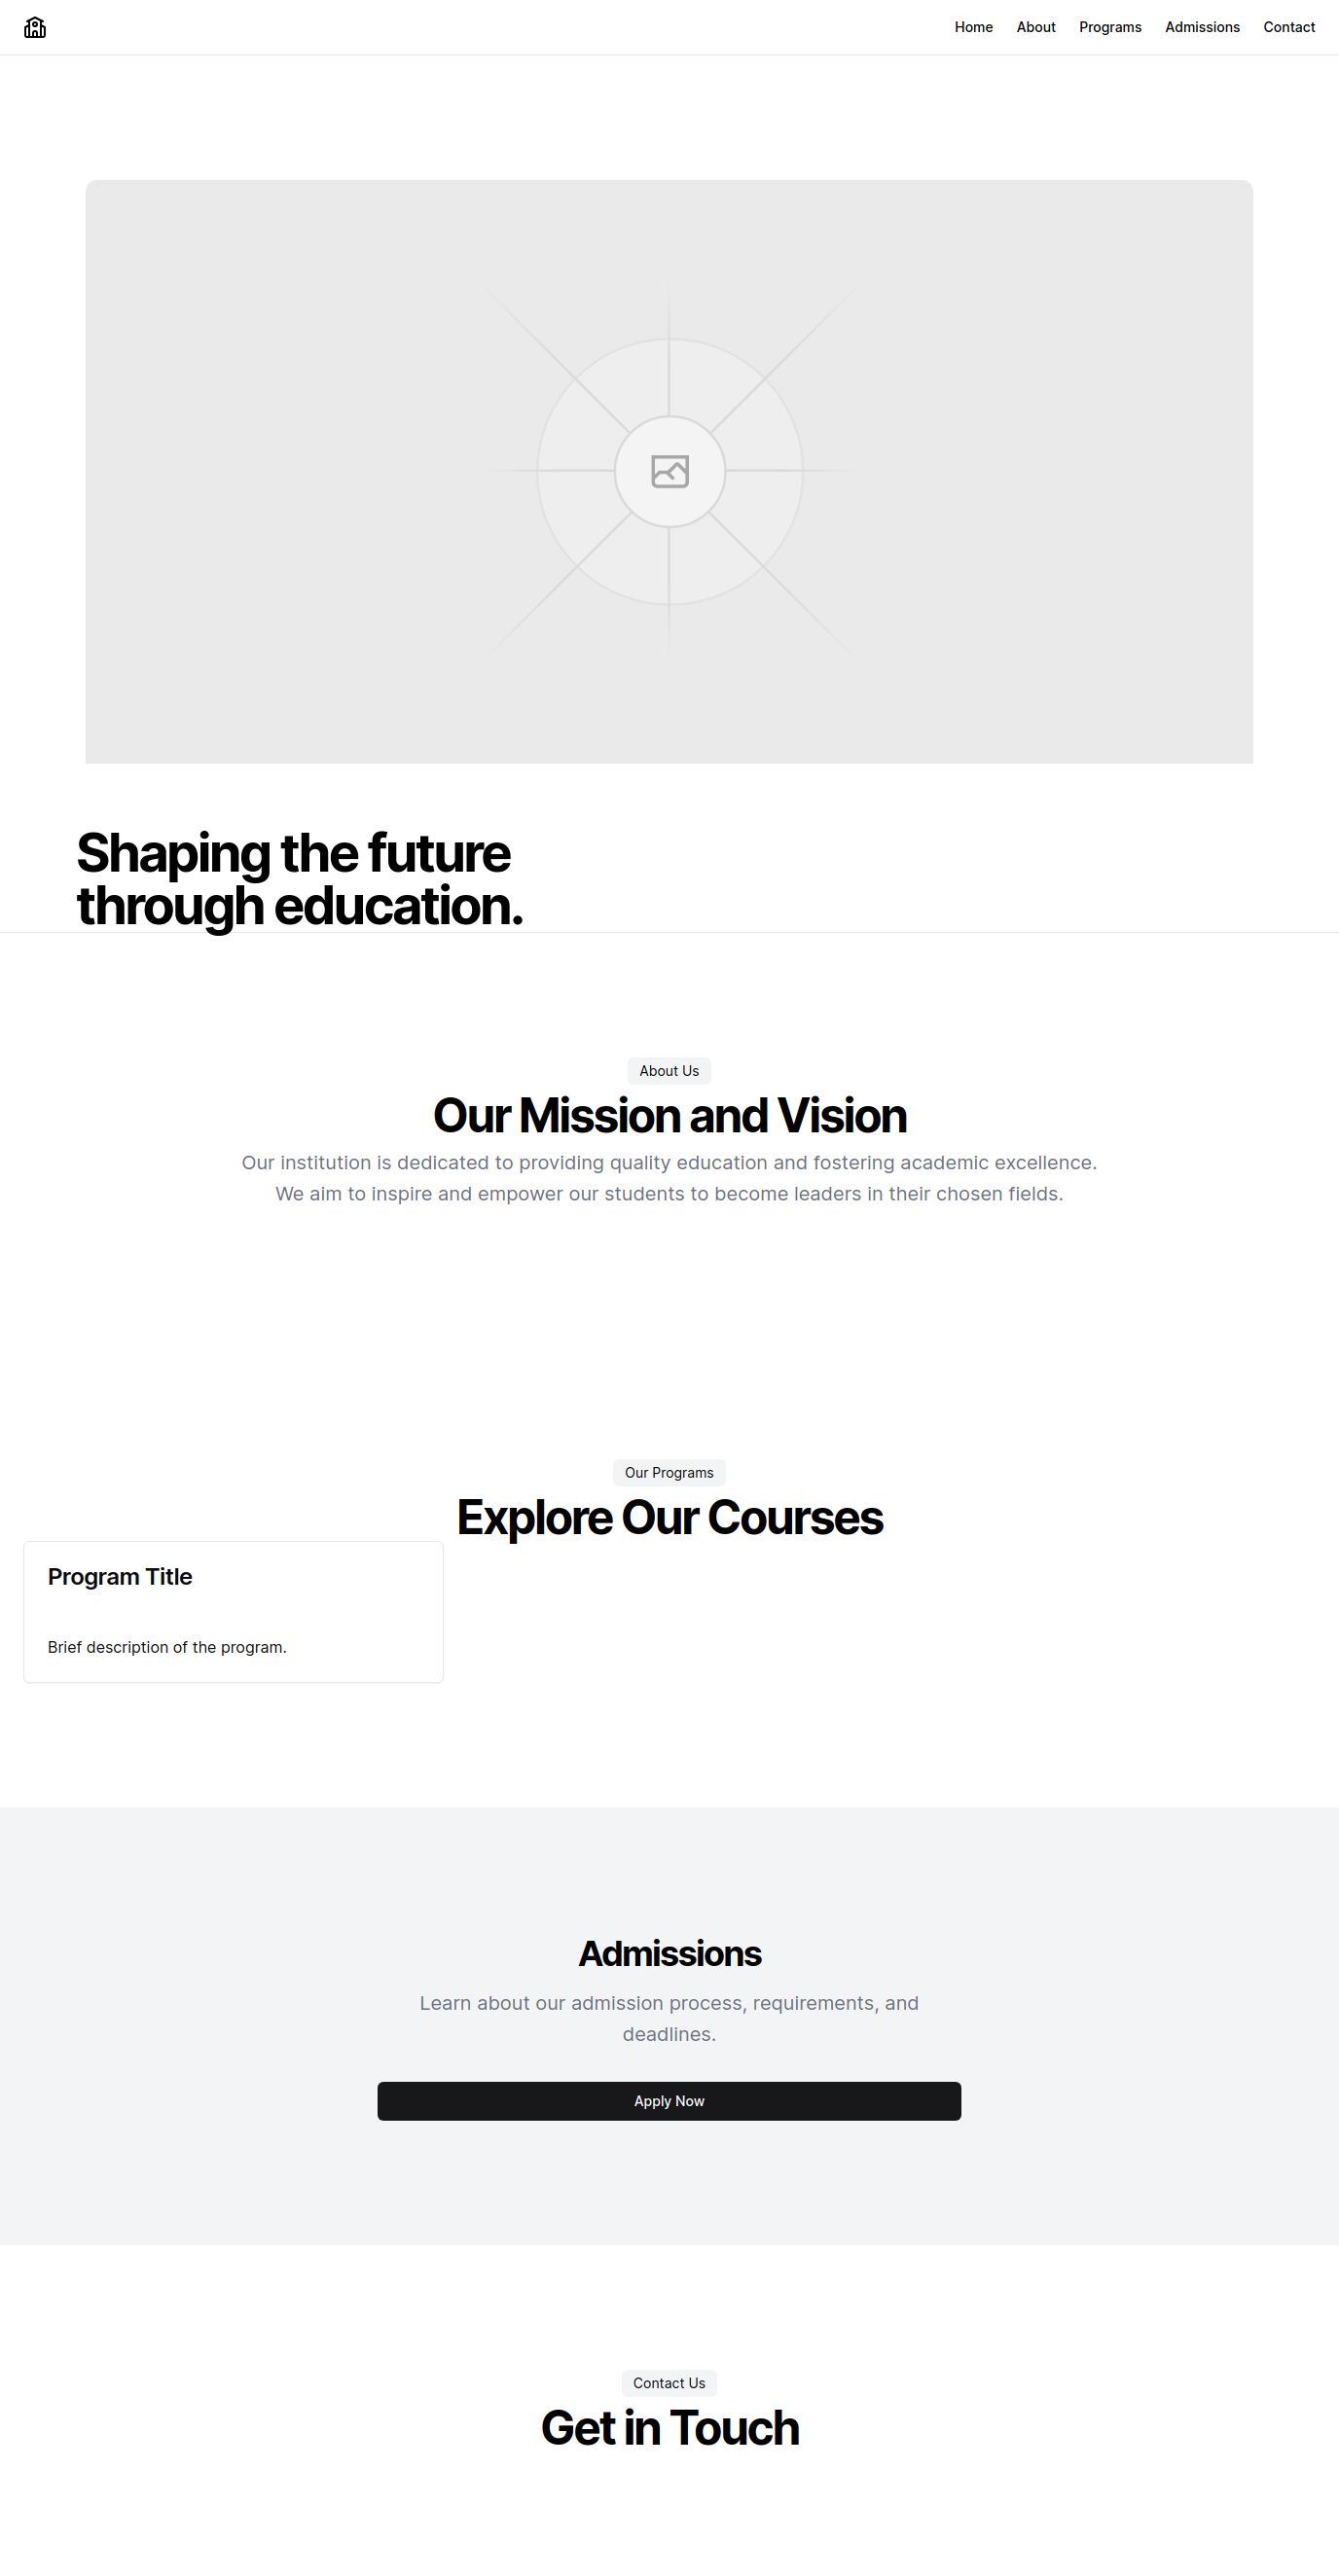 Home About Programs Admissions Contact
Shaping the future
through education.
About Us
Our Mission and Vision
Our institution is dedicated to providing quality education and fostering academic excellence.
We aim to inspire and empower our students to become leaders in their chosen fields.
Our Programs
Explore Our Courses
Program Title
Brief description of the program.
Admissions
Learn about our admission process, requirements, and
deadlines.
Apply Now
Contact Us
Get in Touch